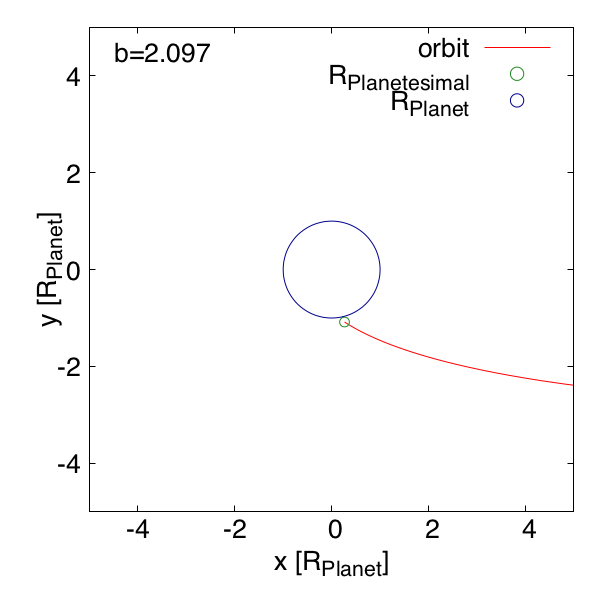 b=2.097
orbit
R_Planetesimal
R_Planet
4
2
0
-2
-4
y [R_Planet]
-4
-2
0
2
4
x [R_Planet]